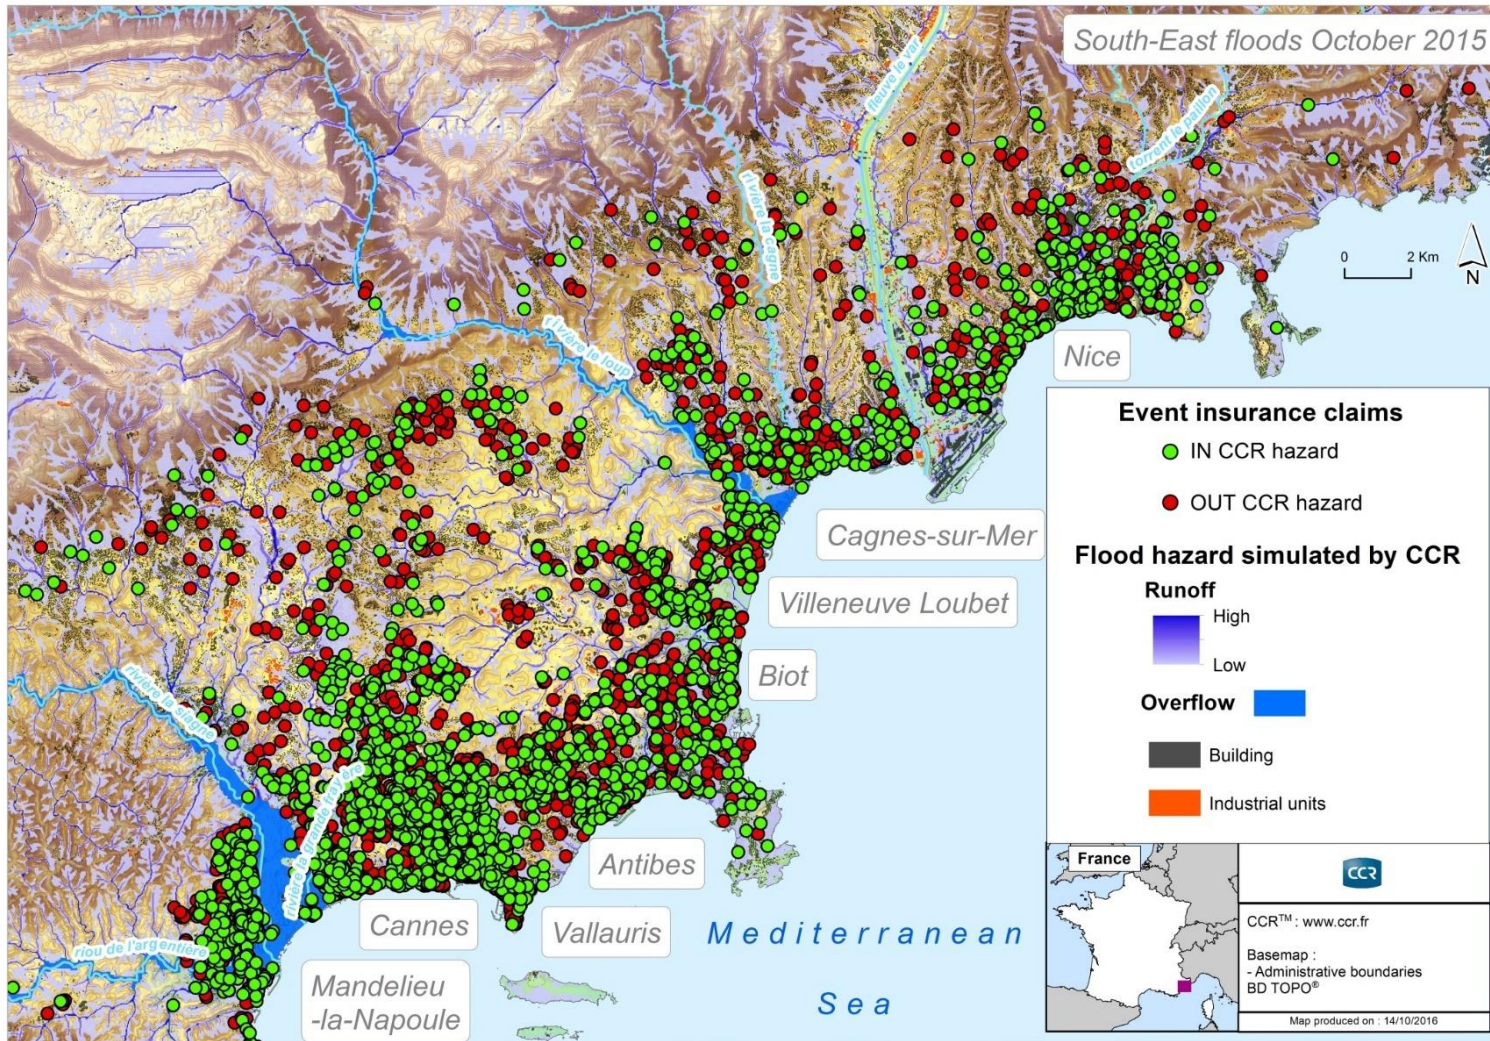 South-East floods October 2015
fleuve le var
torrent le paillon
rivière la cagne
0 2 Km
N
rivière le loup
Nice
Event insurance claims
IN CCR hazard
OUT CCR hazard
Flood hazard simulated by CCR
Runoff
High
Low
Overflow
Building
Industrial units
Cagnes-sur-Mer
Villeneuve Loubet
Biot
rivière la siagne
rivière la grande fray ère
Antibes
Cannes
Vallauris
riou de l'argentière
Mandelieu
-la-Napoule
Mediterranean
Sea
France
CCR
CCR™ : www.ccr.fr
Basemap :
- Administrative boundaries
BD TOPO®
Map produced on : 14/10/2016